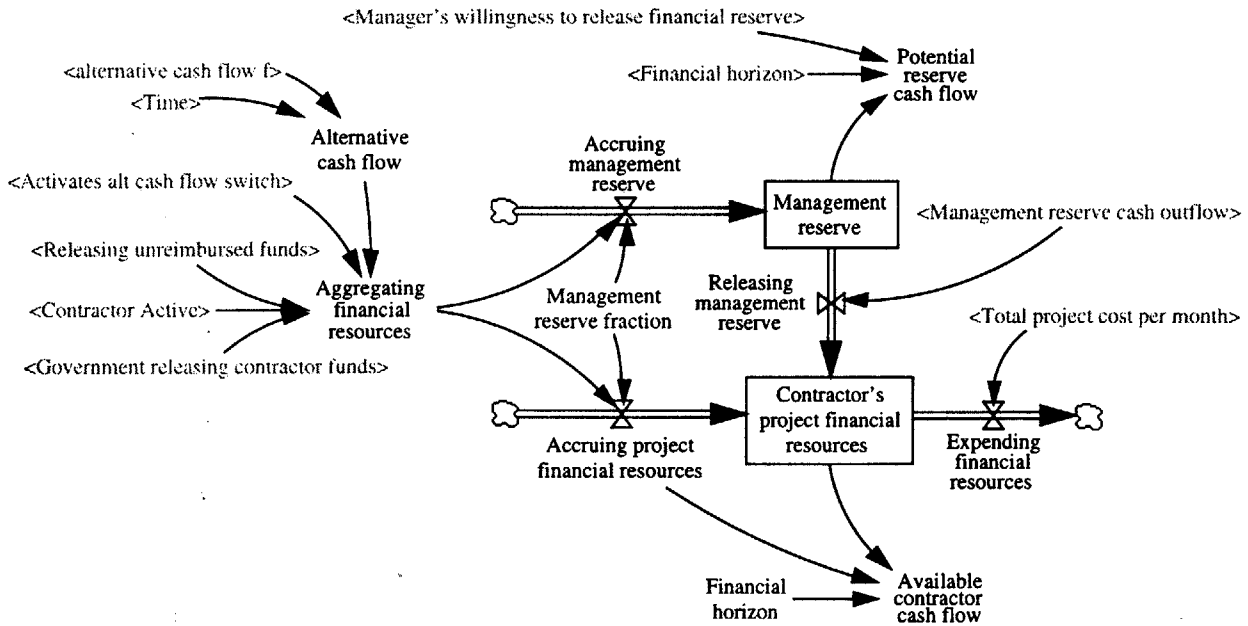 <Manager's willingness to release financial reserve>
Potential
reserve
cash flow
<Financial horizon>
<alternative cash flow f>
<Time>
Alternative
cash flow
Accruing
management
reserve
<Activates alt cash flow switch>
Management
reserve
<Management reserve cash outflow>
<Releasing unreimbursed funds>
Aggregating
financial
resources
<Contractor Active>
<Government releasing contractor funds>
Management
reserve fraction
Releasing
management
reserve
<Total project cost per month>
Contractor's
project financial
resources
Accruing project
financial resources
Expending
financial
resources
Financial
horizon
Available
contractor
cash flow